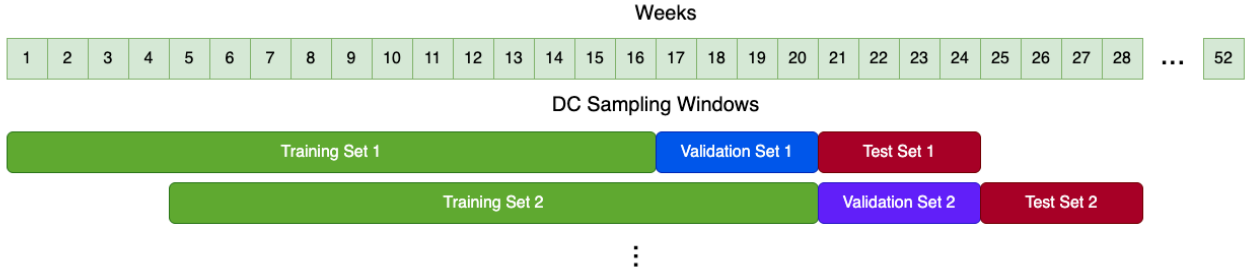 Weeks
1 2 3 4 5 6 7 8 9 10 11 12 13 14 15 16 17 18 19 20 21 22 23 24 25 26 27 28 ... 52
DC Sampling Windows
Training Set 1 Validation Set 1 Test Set 1
Training Set 2 Validation Set 2 Test Set 2
⋮